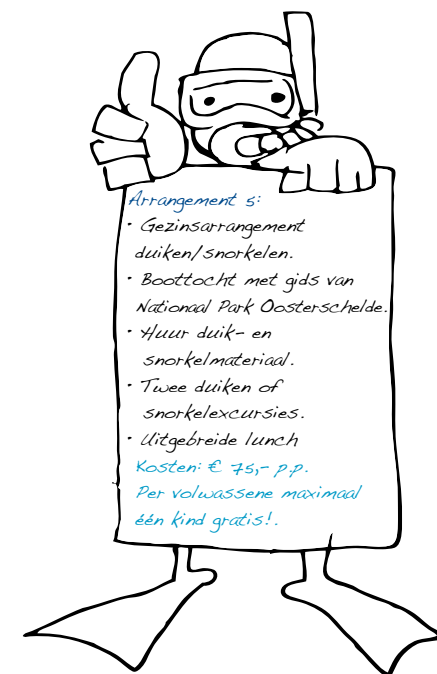 Arrangement 5:
· Gezinsarrangement
duiken/snorkelen.
· Boottocht met gids van
Nationaal Park Oosterschelde.
· Huur duik- en
snorkelmateriaal.
· Twee duiken of
snorkelexcursies.
· Uitgebreide lunch
Kosten: € 75,- p.p.
Per volwassene maximaal
één kind gratis!.